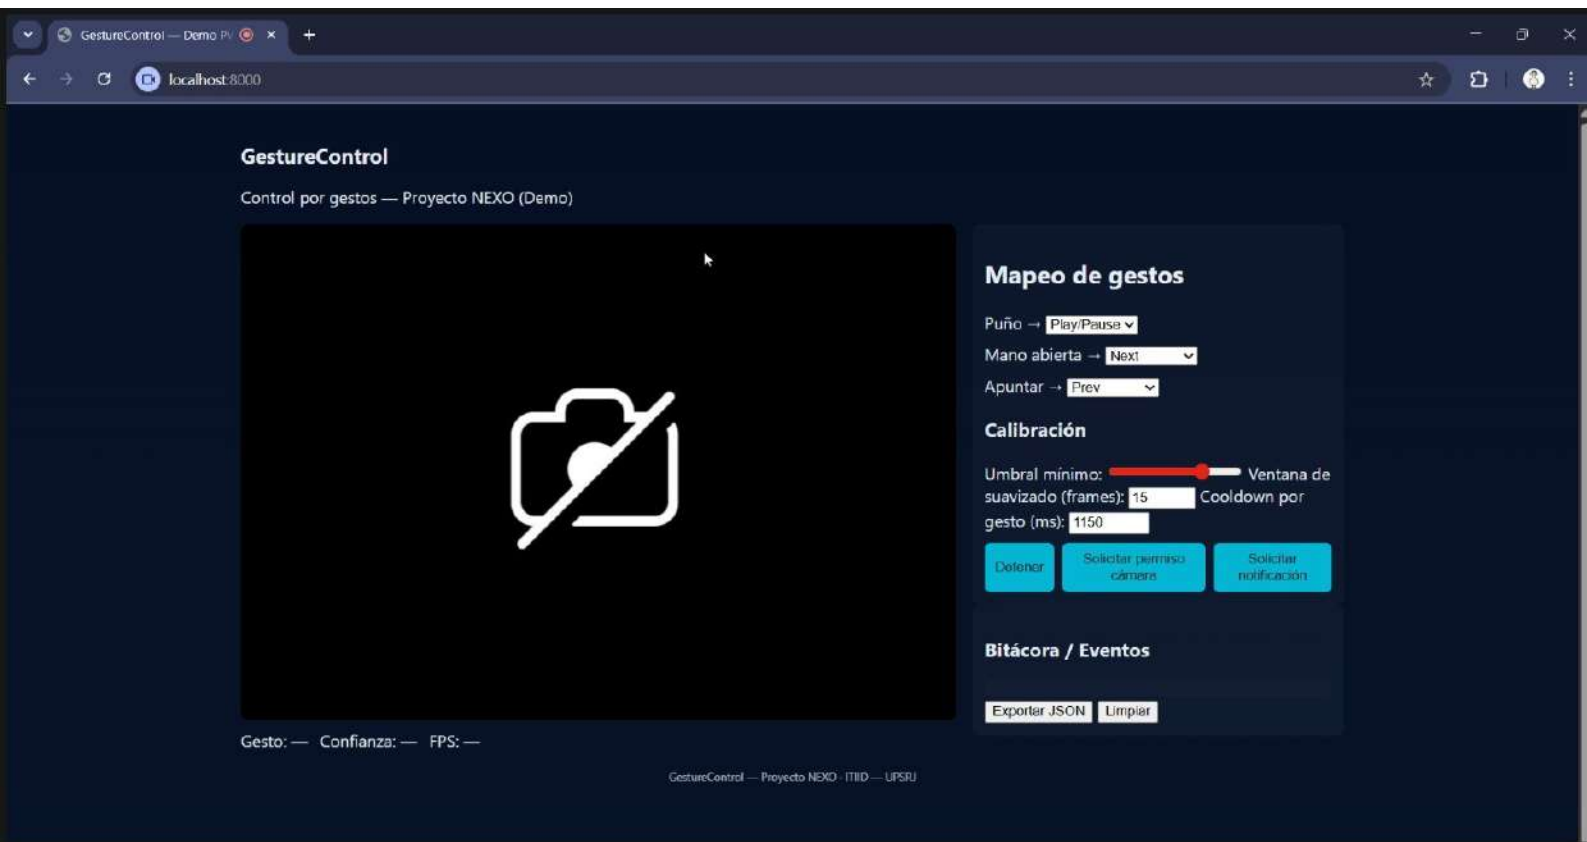 GestureControl — Demo PV
localhost:8000
GestureControl
Control por gestos — Proyecto NEXO (Demo)
Mapeo de gestos
Puño → Play/Pause
Mano abierta → Next
Apuntar → Prev
Calibración
Umbral mínimo: Ventana de
suavizado (frames): 15 Cooldown por
gesto (ms): 1150
Detener
Solicitar permiso
cámara
Solicitar
notificación
Bitácora / Eventos
Exportar JSON Limpiar
Gesto: — Confianza: — FPS: —
GestureControl — Proyecto NEXO · ITIID — UPSRJ